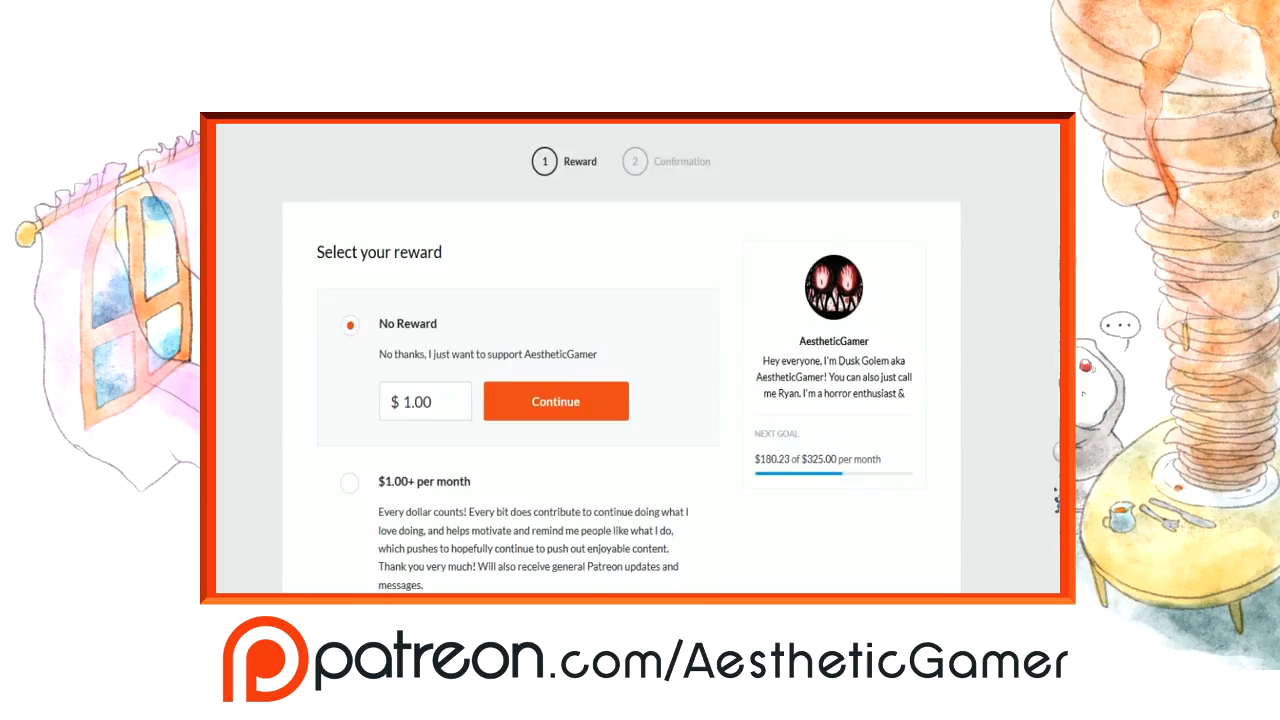 1 Reward 2 Confirmation
Select your reward
No Reward
No thanks, I just want to support AestheticGamer
$ 1.00 Continue
$1.00+ per month
Every dollar counts! Every bit does contribute to continue doing what I
love doing, and helps motivate and remind me people like what I do,
which pushes to hopefully continue to push out enjoyable content.
Thank you very much! Will also receive general Patreon updates and
messages.
AestheticGamer
Hey everyone, I'm Dusk Golem aka
AestheticGamer! You can also just call
me Ryan. I'm a horror enthusiast &
NEXT GOAL
$180.23 of $325.00 per month
patreon.com/AestheticGamer